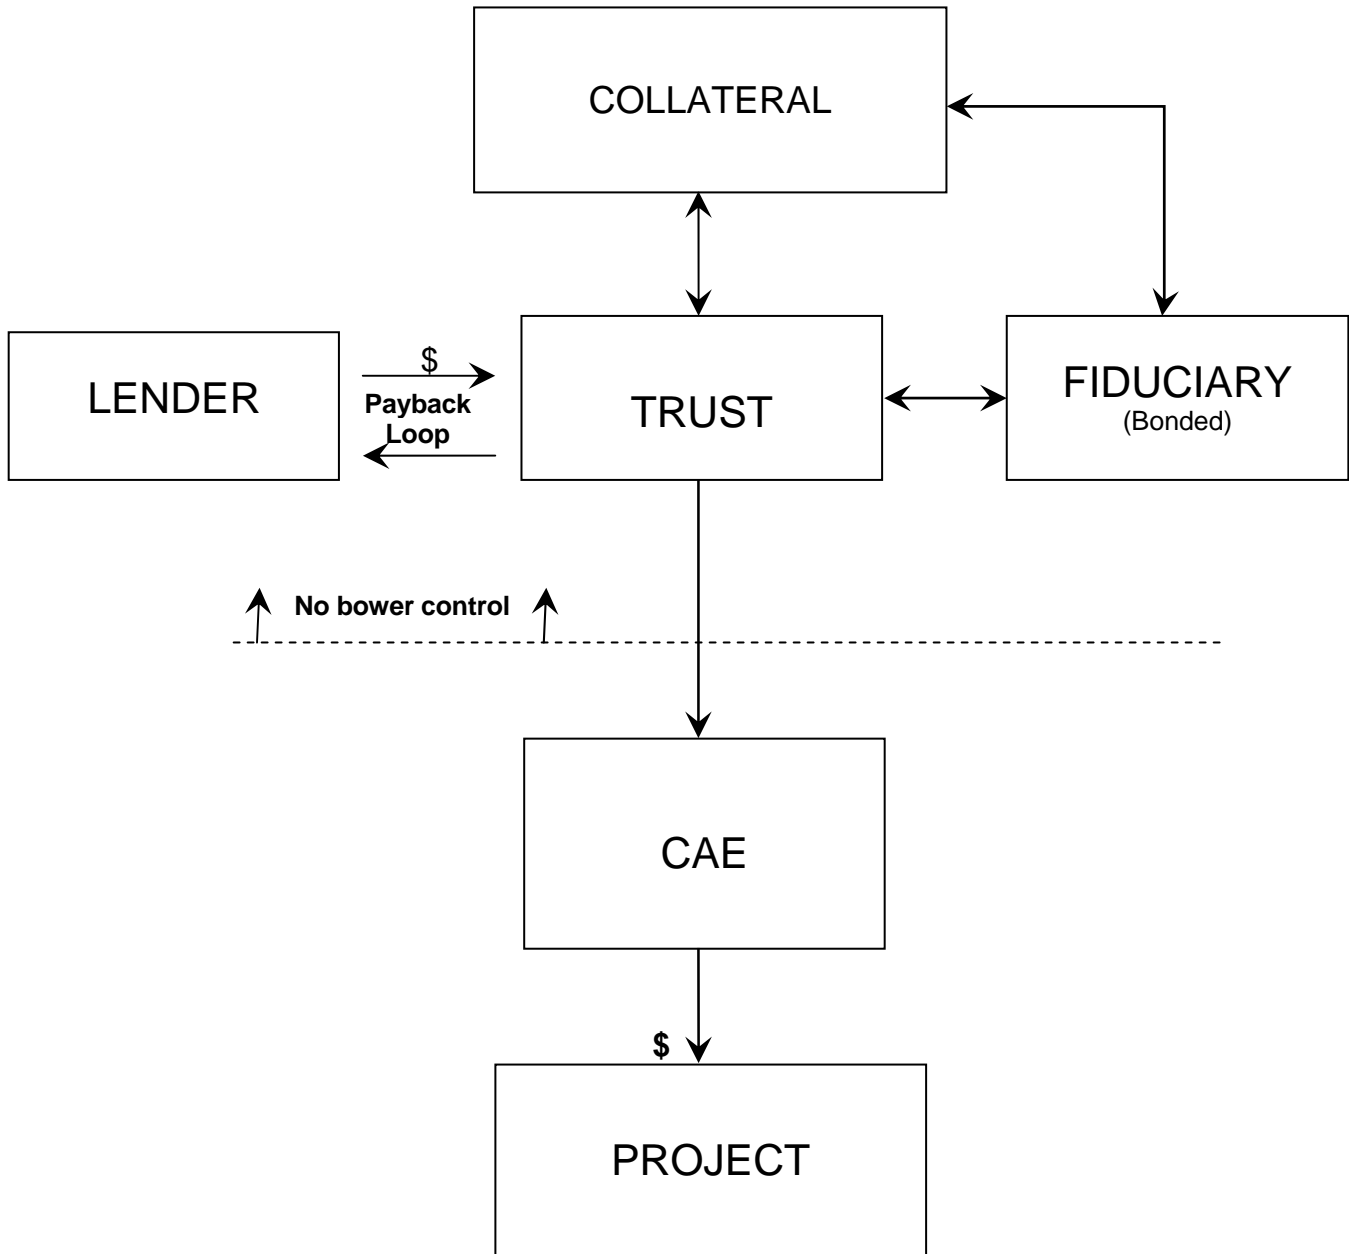 COLLATERAL
LENDER
$
Payback
Loop
TRUST
FIDUCIARY
(Bonded)
No bower control
CAE
$
PROJECT